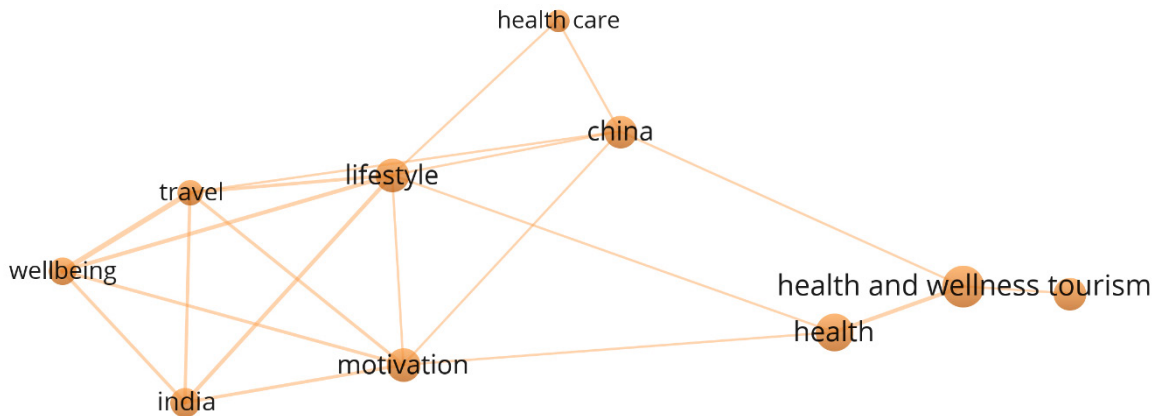 health care
china
lifestyle
travel
wellbeing
health and wellness tourism
health
motivation
india